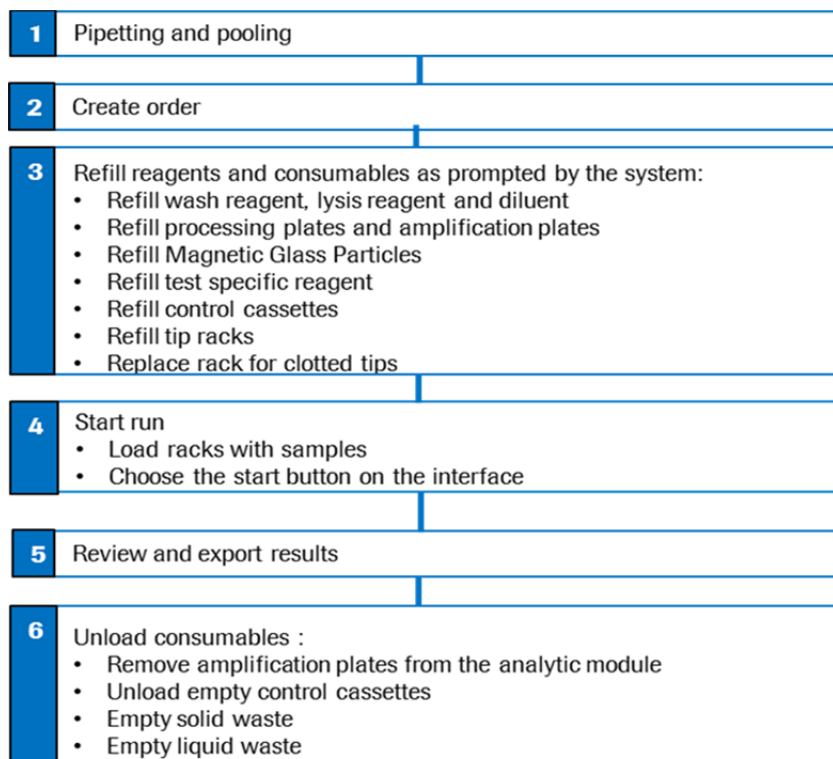 1 Pipetting and pooling
2 Create order
3 Refill reagents and consumables as prompted by the system:
• Refill wash reagent, lysis reagent and diluent
• Refill processing plates and amplification plates
• Refill Magnetic Glass Particles
• Refill test specific reagent
• Refill control cassettes
• Refill tip racks
• Replace rack for clotted tips
4 Start run
• Load racks with samples
• Choose the start button on the interface
5 Review and export results
6 Unload consumables :
• Remove amplification plates from the analytic module
• Unload empty control cassettes
• Empty solid waste
• Empty liquid waste